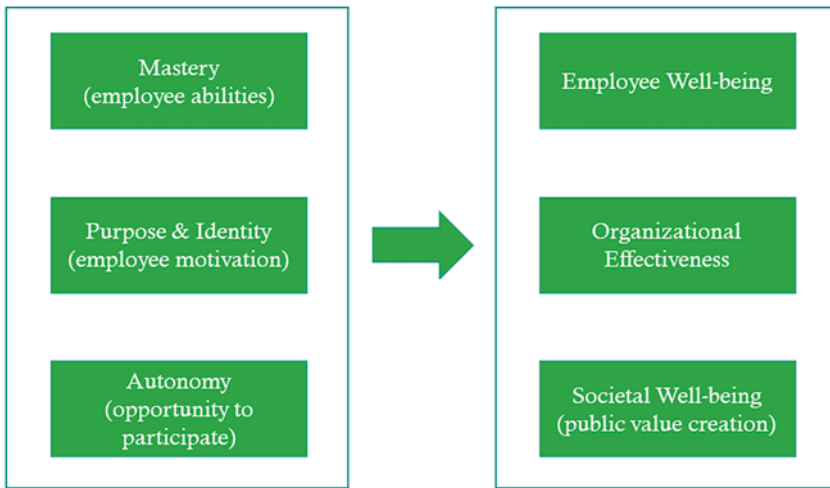 Mastery
(employee abilities)
Purpose & Identity
(employee motivation)
Autonomy
(opportunity to
participate)
Employee Well-being
Organizational
Effectiveness
Societal Well-being
(public value creation)